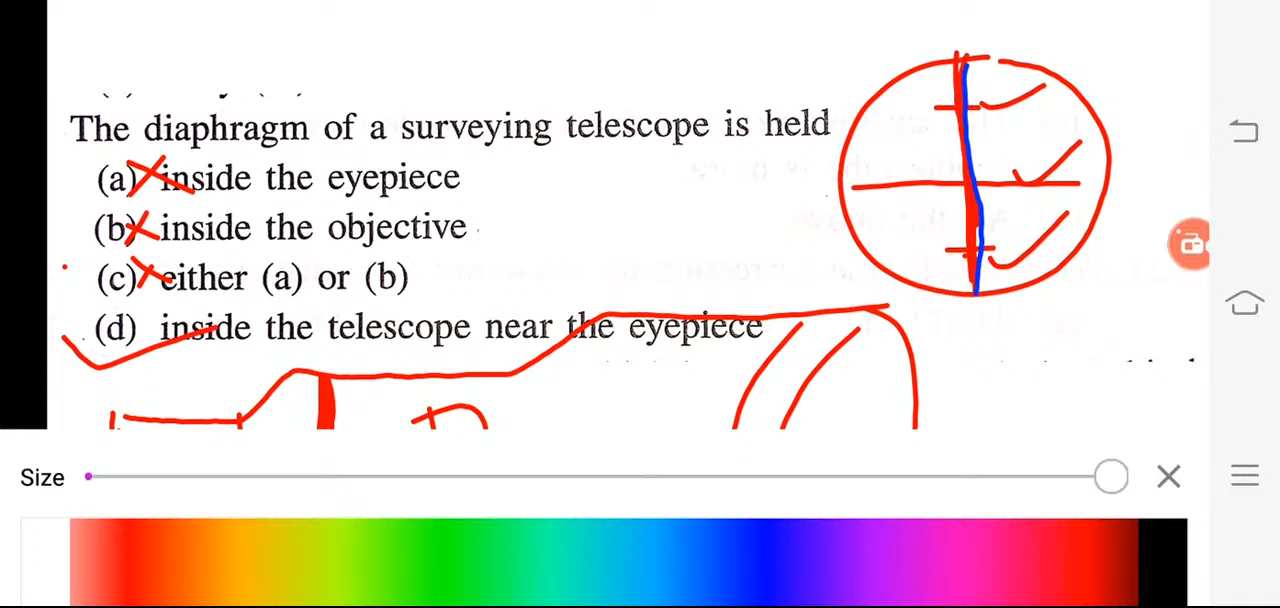 The diaphragm of a surveying telescope is held
(a) inside the eyepiece
(b) inside the objective
(c) either (a) or (b)
(d) inside the telescope near the eyepiece
Size